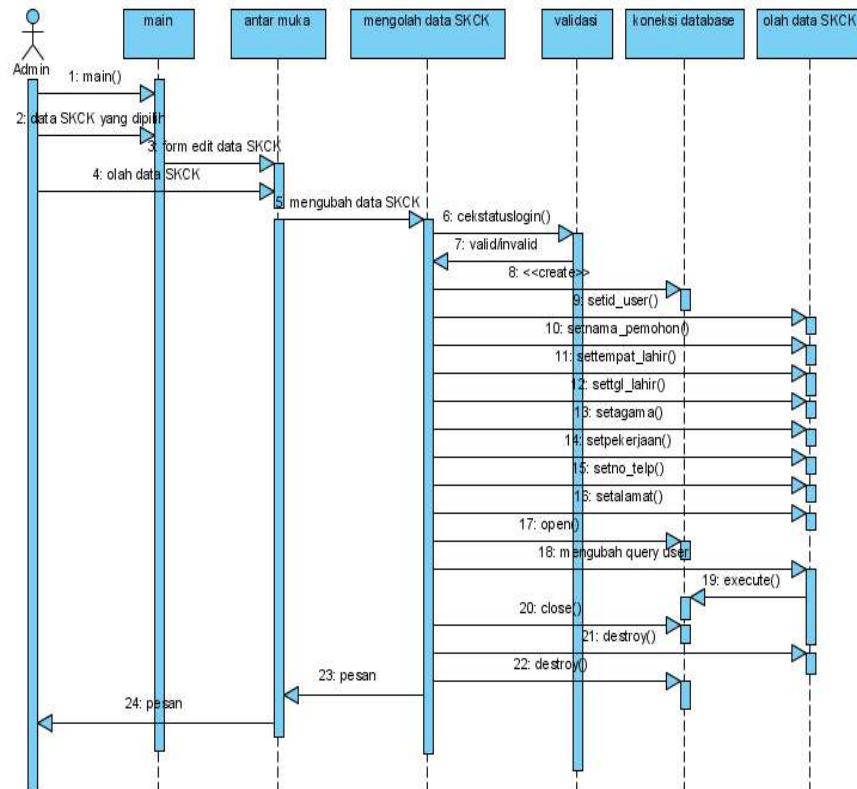 main
antar muka
mengolah data SKCK
validasi
koneksi database
olah data SKCK
Admin
1: main()
2: data SKCK yang dipilih
3: form edit data SKCK
4: olah data SKCK
5: mengubah data SKCK
6: cekstatuslogin()
7: valid/invalid
8: <<create>>
9: setid_user()
10: setnama_pemohon()
11: settempat_lahir()
12: settgl_lahir()
13: setagama()
14: setpekerjaan()
15: setno_telp()
16: setalamat()
17: open()
18: mengubah query user
19: execute()
20: close()
21: destroy()
22: destroy()
23: pesan
24: pesan